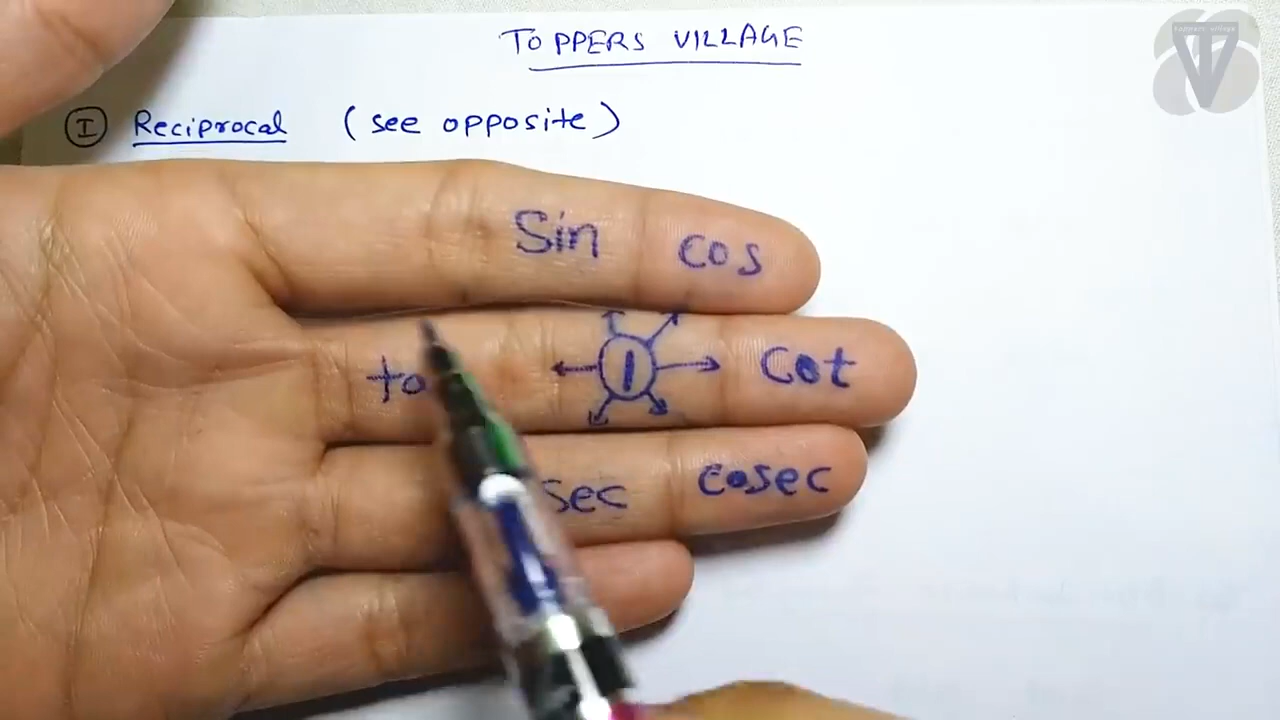 TOPPERS VILLAGE
I Reciprocal (see opposite)
Sin cos
1 Cot
sec cosec